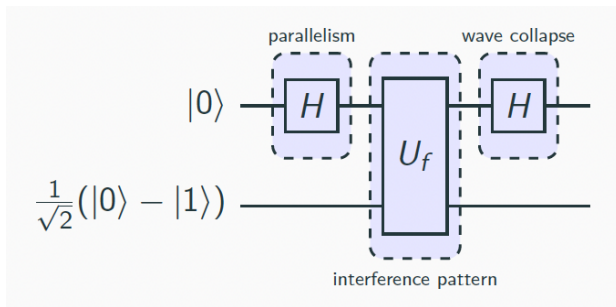 parallelism
wave collapse
|0⟩
H
U_f
H
1/√2(|0⟩ − |1⟩)
interference pattern